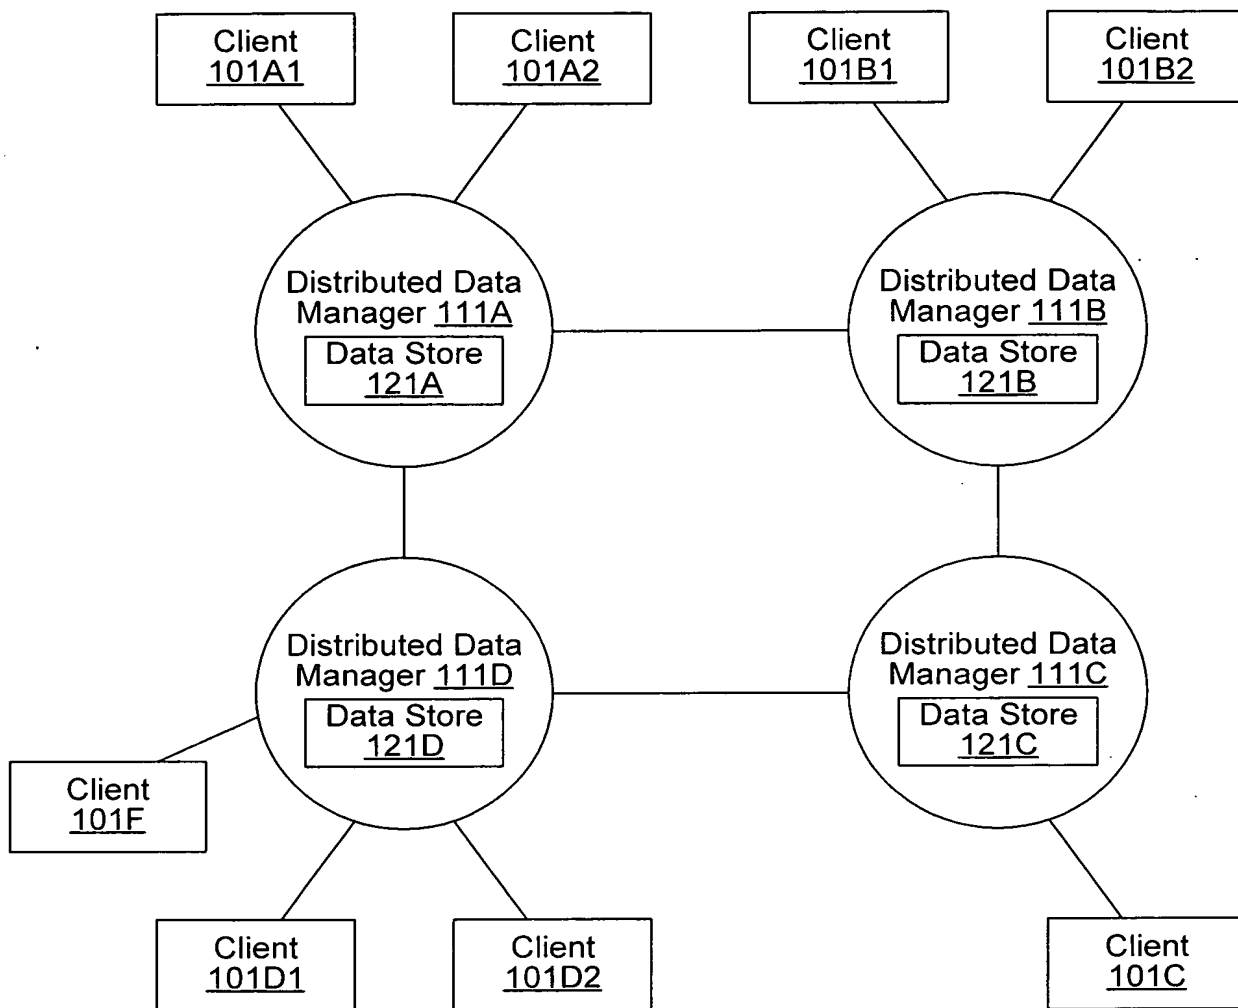 Client
101A1
Client
101A2
Client
101B1
Client
101B2
Distributed Data
Manager 111A
Data Store
121A
Distributed Data
Manager 111B
Data Store
121B
Distributed Data
Manager 111D
Data Store
121D
Distributed Data
Manager 111C
Data Store
121C
Client
101F
Client
101D1
Client
101D2
Client
101C